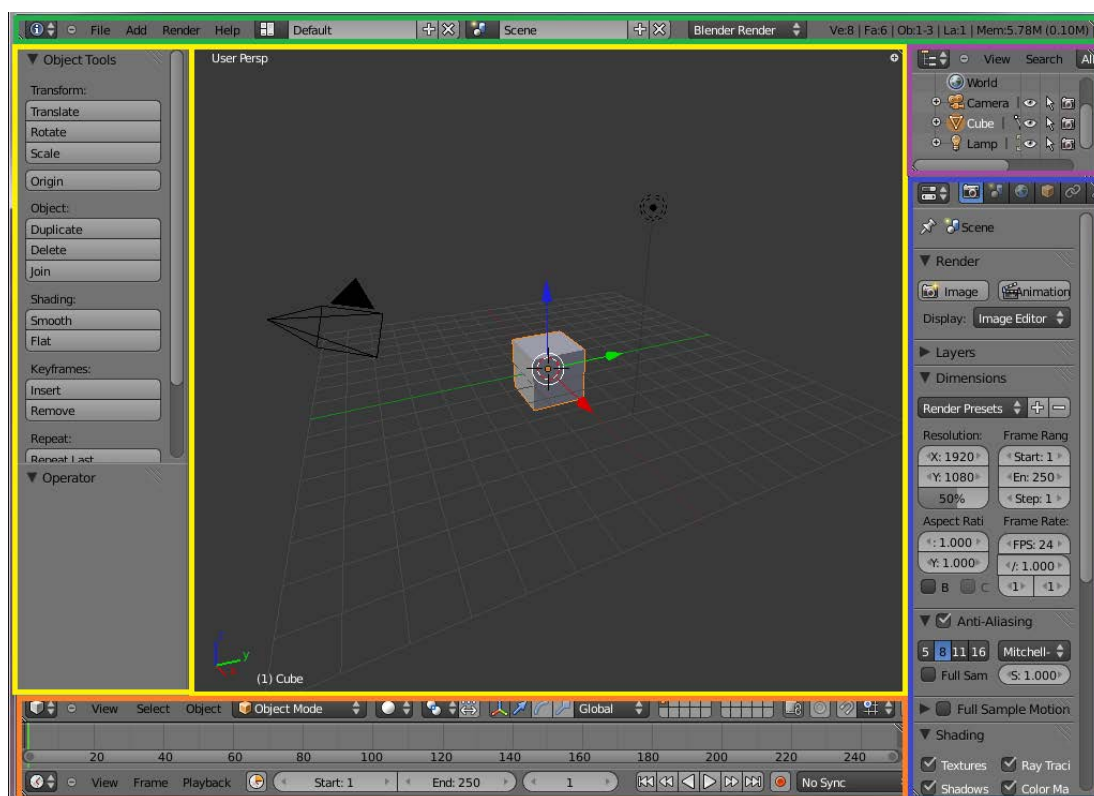 File Add Render Help Default Scene Blender Render Ve:8 | Fa:6 | Ob:1-3 | La:1 | Mem:5.78M (0.10M)
Object Tools
Transform:
Translate
Rotate
Scale
Origin
Object:
Duplicate
Delete
Join
Shading:
Smooth
Flat
Keyframes:
Insert
Remove
Repeat:
Repeat Last
Operator
User Persp
y
(1) Cube
View Search All
World
Camera
Cube
Lamp
Scene
Render
Image Animation
Display: Image Editor
Layers
Dimensions
Render Presets
Resolution: Frame Rang
X: 1920 Start: 1
Y: 1080 En: 250
50% Step: 1
Aspect Rati Frame Rate:
: 1.000 FPS: 24
Y: 1.000 /: 1.000
B C 1 1
Anti-Aliasing
5 8 11 16 Mitchell-
Full Sam S: 1.000
Full Sample Motion
Shading
Textures Ray Traci
Shadows Color Ma
View Select Object Object Mode Global
0 20 40 60 80 100 120 140 160 180 200 220 240
View Frame Playback Start: 1 End: 250 1 No Sync